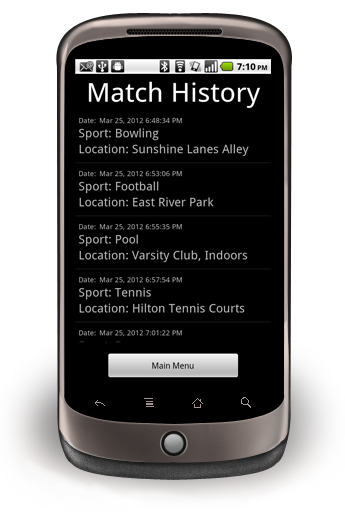 7:10 PM
Match History
Date: Mar 25, 2012 6:48:34 PM
Sport: Bowling
Location: Sunshine Lanes Alley
Date: Mar 25, 2012 6:53:06 PM
Sport: Football
Location: East River Park
Date: Mar 25, 2012 6:55:35 PM
Sport: Pool
Location: Varsity Club, Indoors
Date: Mar 25, 2012 6:57:54 PM
Sport: Tennis
Location: Hilton Tennis Courts
Date: Mar 25, 2012 7:01:22 PM
Main Menu